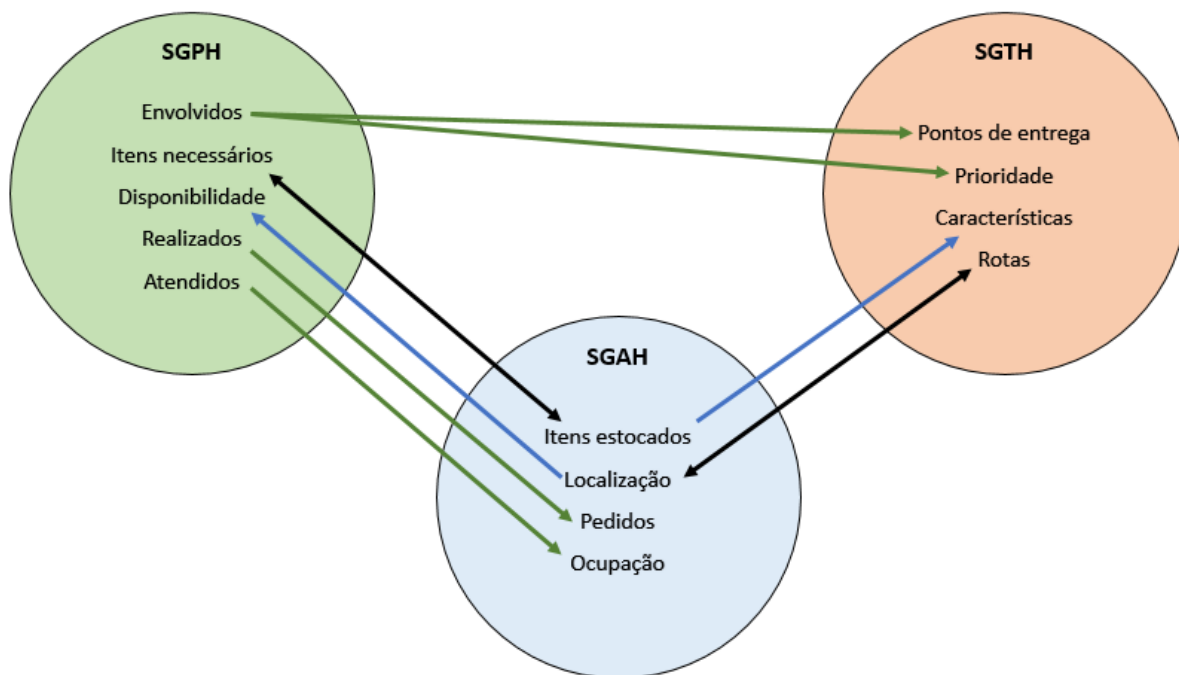 SGPH
Envolvidos
Itens necessários
Disponibilidade
Realizados
Atendidos
SGTH
Pontos de entrega
Prioridade
Características
Rotas
SGAH
Itens estocados
Localização
Pedidos
Ocupação